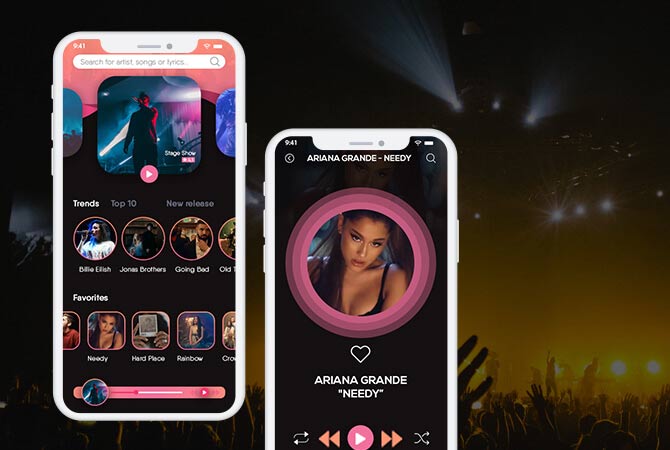 9:41
Search for artist, songs or lyrics..
Stage Show
Trends Top 10 New release
Billie Eilish Jonas Brothers Going Bad Old T
Favorites
Needy Hard Place Rainbow Cro
9:41
ARIANA GRANDE - NEEDY
ARIANA GRANDE
"NEEDY"